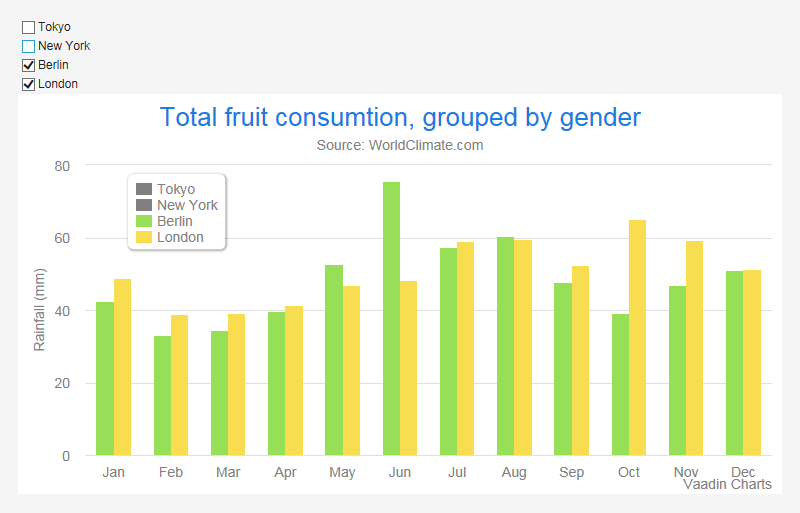 Tokyo
New York
Berlin
London
Total fruit consumtion, grouped by gender
Source: WorldClimate.com
80
60
40
20
0
Rainfall (mm)
Tokyo
New York
Berlin
London
Jan Feb Mar Apr May Jun Jul Aug Sep Oct Nov Dec
Vaadin Charts